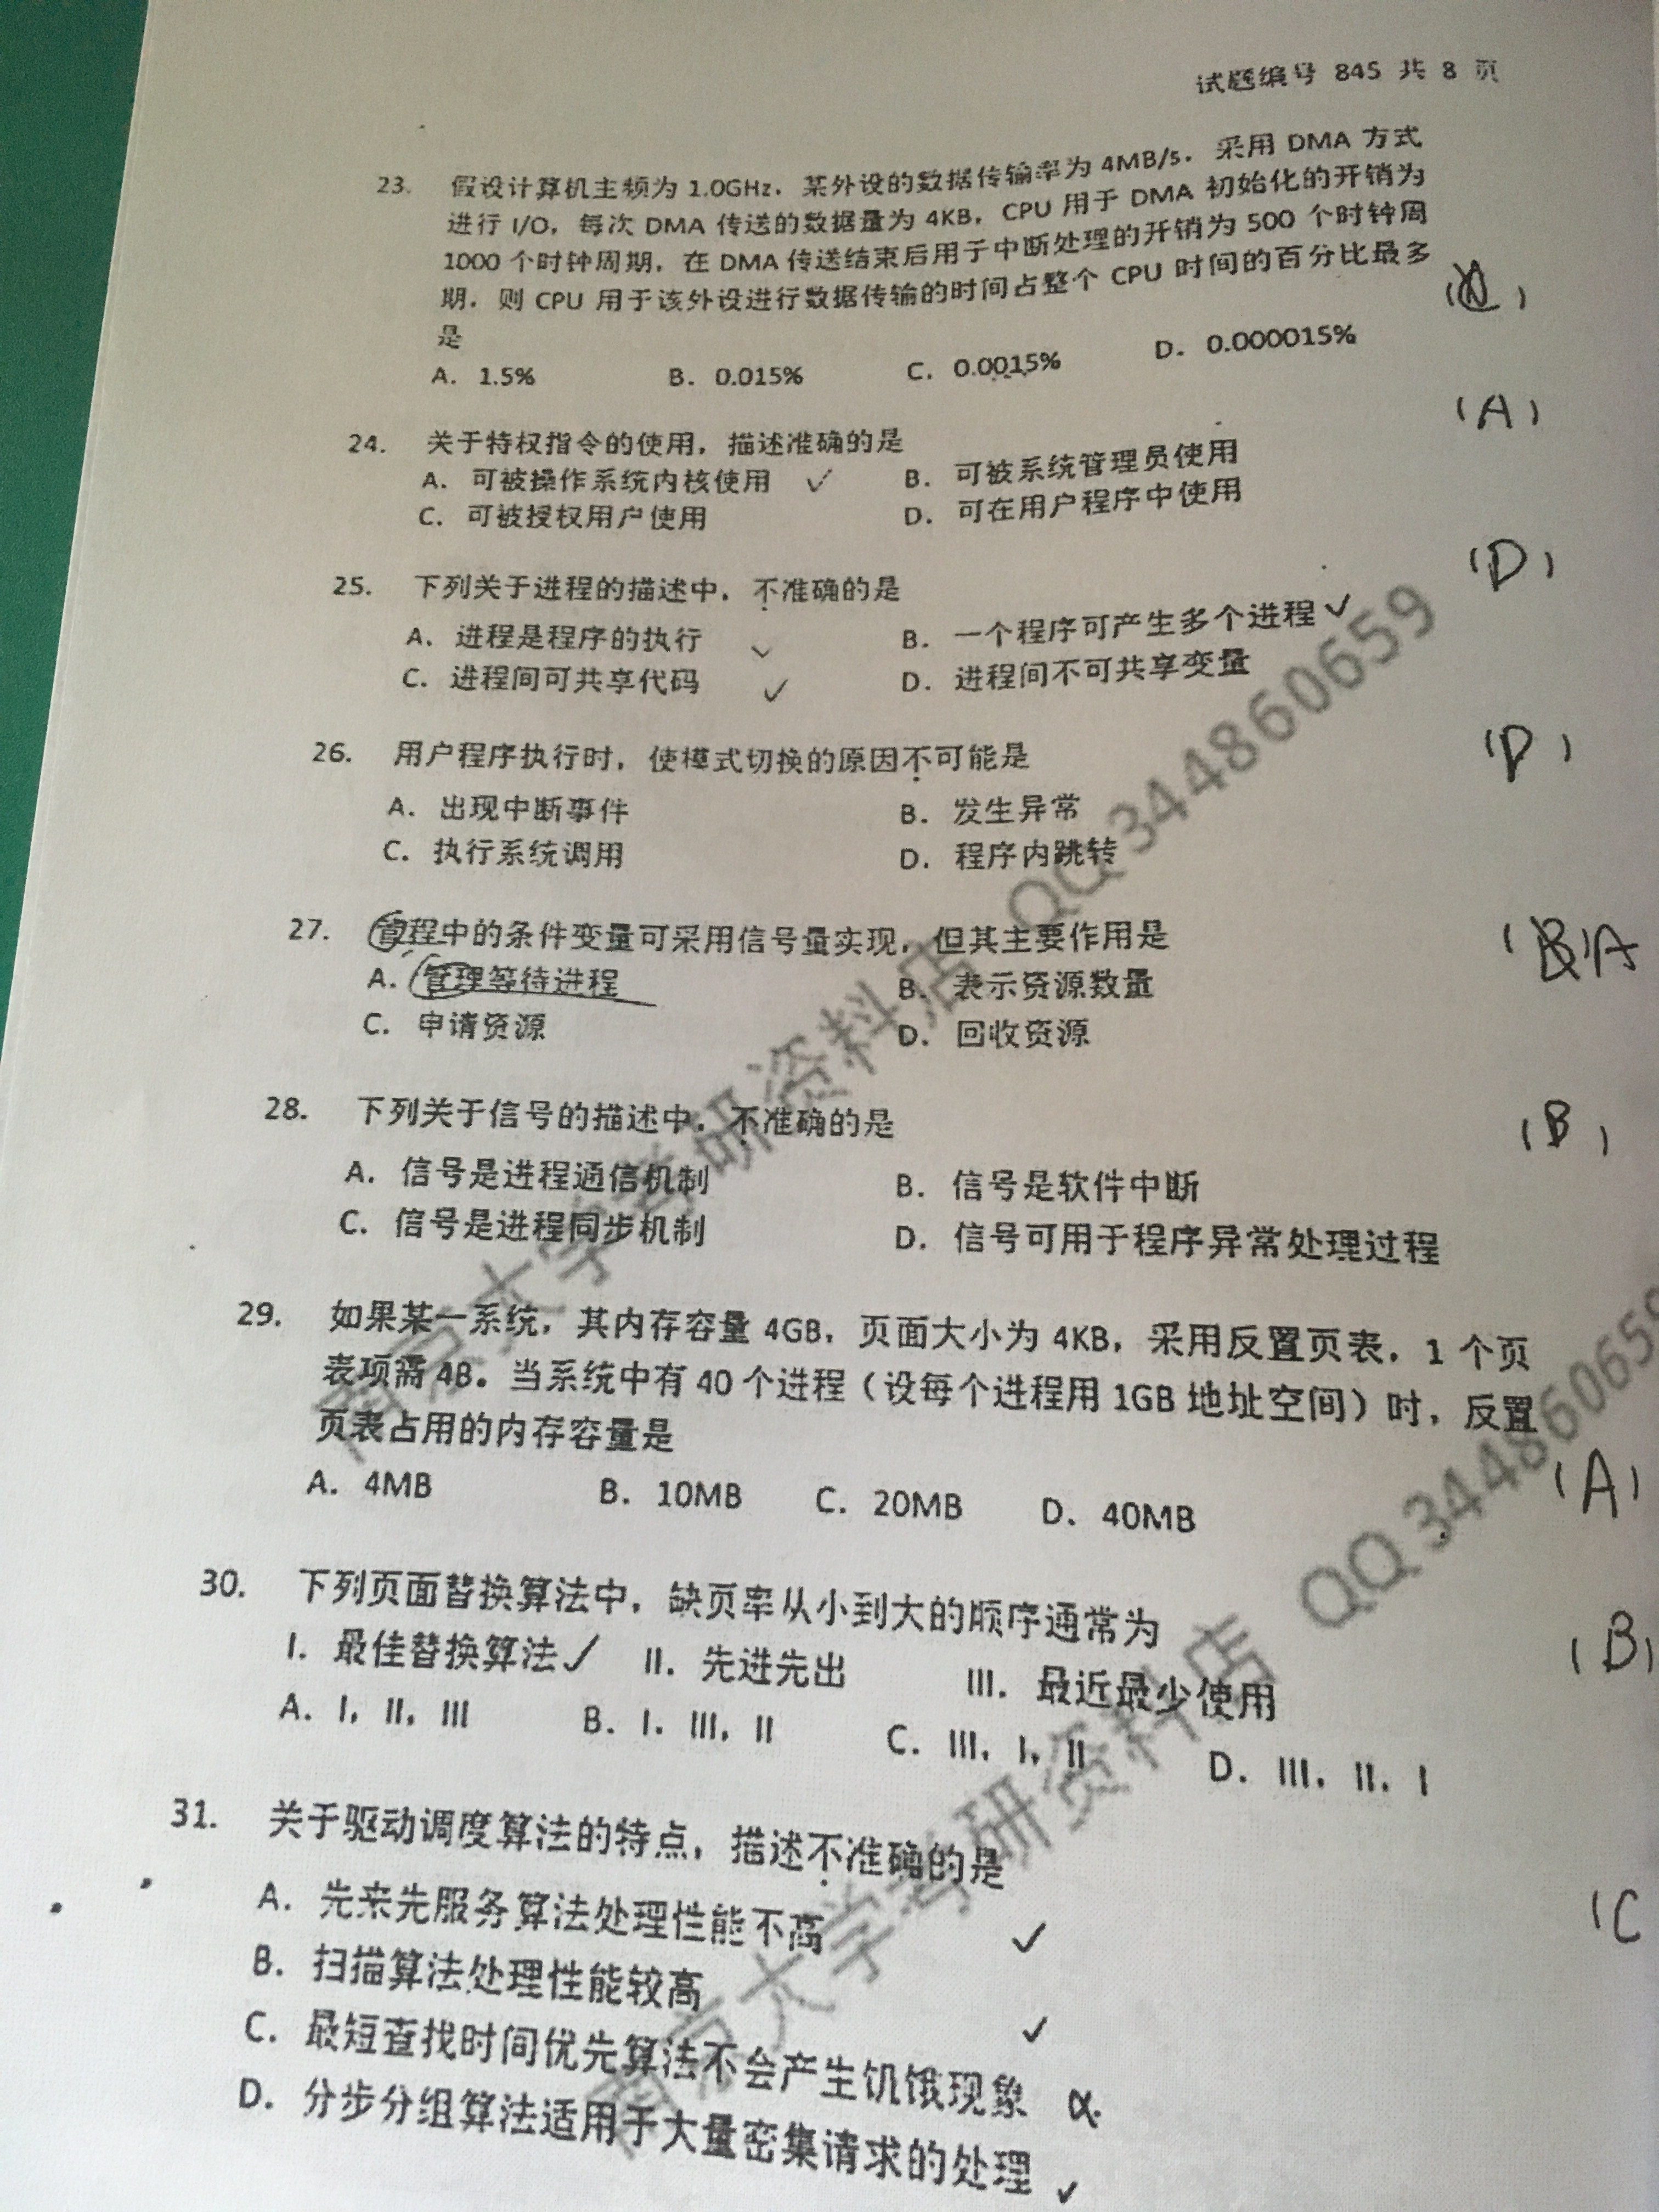 试题编号 845 共 8 页
23. 假设计算机主频为 1.0GHz，某外设的数据传输率为 4MB/s，采用 DMA 方式
进行 I/O，每次 DMA 传送的数据量为 4KB，CPU 用于 DMA 初始化的开销为
1000 个时钟周期，在 DMA 传送结束后用于中断处理的开销为 500 个时钟周
期，则 CPU 用于该外设进行数据传输的时间占整个 CPU 时间的百分比最多
是
A. 1.5% B. 0.015% C. 0.0015% D. 0.000015%
24. 关于特权指令的使用，描述准确的是 (A)
A. 可被操作系统内核使用 ✓ B. 可被系统管理员使用
C. 可被授权用户使用 D. 可在用户程序中使用
25. 下列关于进程的描述中，不准确的是 (D)
A. 进程是程序的执行 ✓ B. 一个程序可产生多个进程 ✓
C. 进程间可共享代码 ✓ D. 进程间不可共享变量
26. 用户程序执行时，使模式切换的原因不可能是 (D)
A. 出现中断事件 B. 发生异常
C. 执行系统调用 D. 程序内跳转
27. 管程中的条件变量可采用信号量实现，但其主要作用是
A. 管理等待进程 B. 表示资源数量
C. 申请资源 D. 回收资源
28. 下列关于信号的描述中，不准确的是 (B)
A. 信号是进程通信机制 B. 信号是软件中断
C. 信号是进程同步机制 D. 信号可用于程序异常处理过程
29. 如果某一系统，其内存容量 4GB，页面大小为 4KB，采用反置页表，1 个页
表项需 4B。当系统中有 40 个进程（设每个进程用 1GB 地址空间）时，反置
页表占用的内存容量是 (A)
A. 4MB B. 10MB C. 20MB D. 40MB
30. 下列页面替换算法中，缺页率从小到大的顺序通常为 (B)
I. 最佳替换算法 ✓ II. 先进先出 III. 最近最少使用
A. I，II，III B. I，III，II C. III，I，II D. III，II，I
31. 关于驱动调度算法的特点，描述不准确的是 (C
A. 先来先服务算法处理性能不高 ✓
B. 扫描算法处理性能较高 ✓
C. 最短查找时间优先算法不会产生饥饿现象
D. 分步分组算法适用于大量密集请求的处理 ✓
QQ 344860659
QQ 344860659